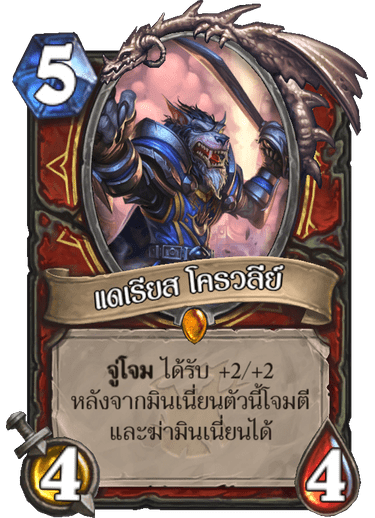 5
แดเรียส โครวลีย์
จู่โจม ได้รับ +2/+2
หลังจากมินเนี่ยนตัวนี้โจมตี
และฆ่ามินเนี่ยนได้
4
4